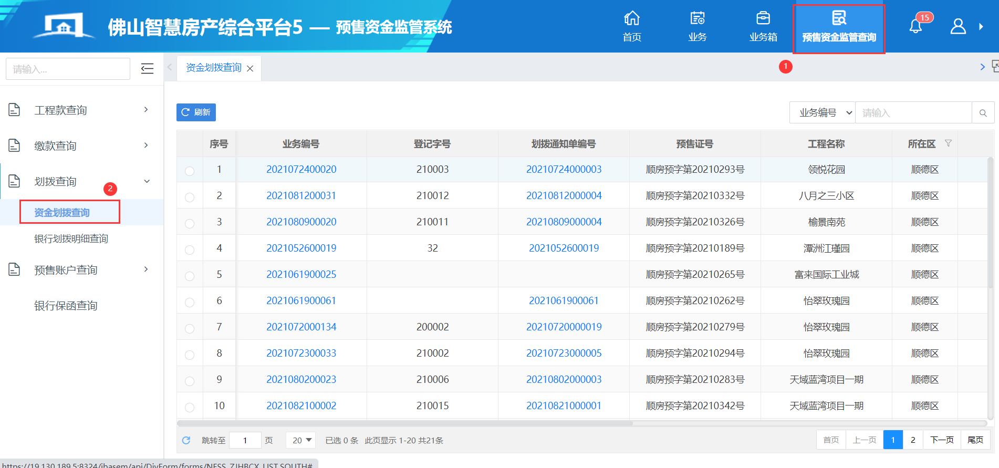 佛山智慧房产综合平台5 — 预售资金监管系统
首页 业务 业务箱 预售资金监管查询 15
请输入...
资金划拨查询
1
工程款查询
缴款查询
划拨查询
2
资金划拨查询
银行划拨明细查询
预售账户查询
银行保函查询
刷新
业务编号 请输入
序号 业务编号 登记字号 划拨通知单编号 预售证号 工程名称 所在区
1 2021072400020 210003 20210724000003 顺房预字第20210293号 领悦花园 顺德区
2 2021081200031 210012 20210812000004 顺房预字第20210332号 八月之三小区 顺德区
3 2021080900020 210011 20210809000004 顺房预字第20210326号 榆景南苑 顺德区
4 2021052600019 32 2021052600019 顺房预字第20210189号 潭洲江瑾园 顺德区
5 2021061900025 顺房预字第20210265号 富来国际工业城 顺德区
6 2021061900061 2021061900061 顺房预字第20210262号 怡翠玫瑰园 顺德区
7 2021072000134 200002 20210720000019 顺房预字第20210279号 怡翠玫瑰园 顺德区
8 2021072300033 210002 20210723000005 顺房预字第20210294号 怡翠玫瑰园 顺德区
9 2021080200023 210006 20210802000003 顺房预字第20210283号 天域蓝湾项目一期 顺德区
10 2021082100002 210015 20210821000001 顺房预字第20210342号 天域蓝湾项目一期 顺德区
跳转至 1 页 20 已选 0 条 此页显示 1-20 共21条
首页 上一页 1 2 下一页 尾页
https://19.130.189.5:8324/jbasem/api/DivForm/forms/NFSS_ZJHBCX_LIST_SOUTH#